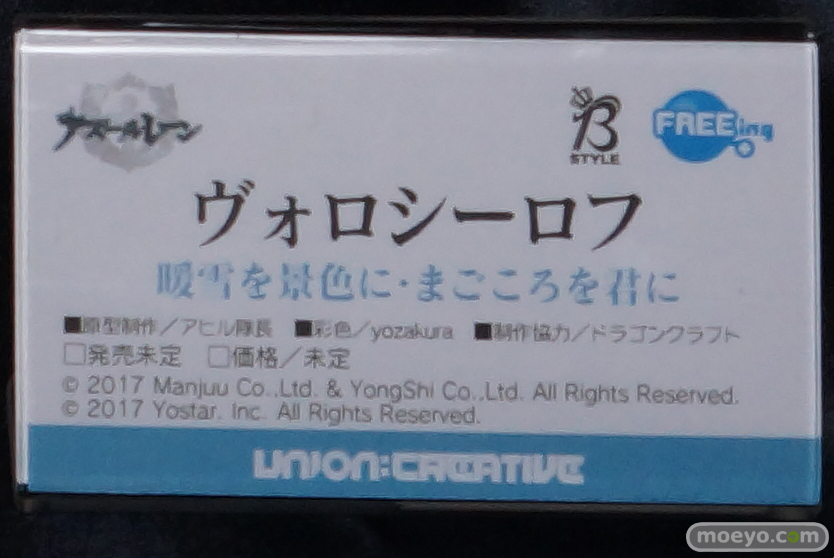 アズールレーン
B STYLE
FREEing
ヴォロシーロフ
暖雪を景色に・まごころを君に
■原型制作／アヒル隊長 ■彩色／yozakura ■制作協力／ドラゴンクラフト
□発売未定 □価格／未定
© 2017 Manjuu Co.,Ltd. & YongShi Co.,Ltd. All Rights Reserved.
© 2017 Yostar, Inc. All Rights Reserved.
UNION:CREATIVE
moeyo.com